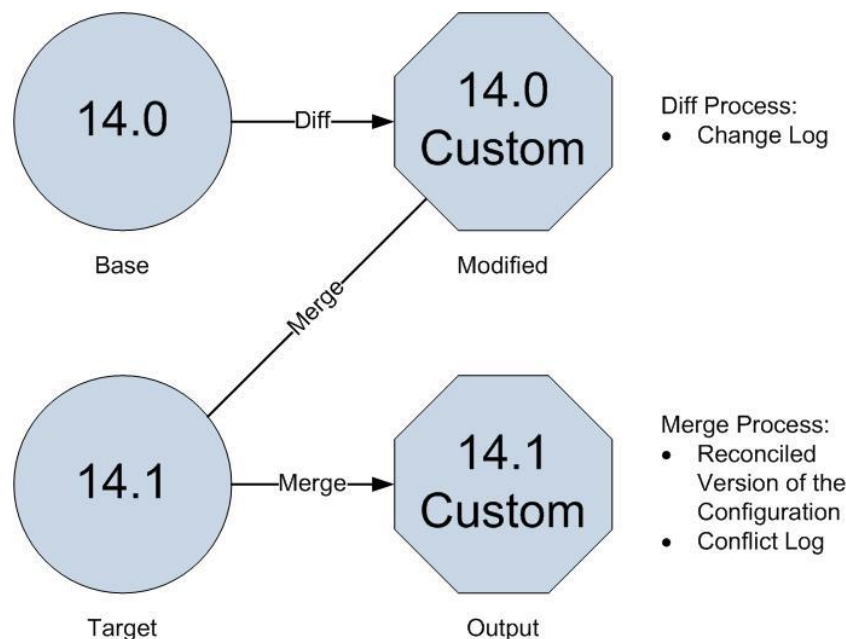 14.0
Diff
14.0
Custom
Diff Process:
• Change Log
Base
Modified
Merge
14.1
Merge
14.1
Custom
Merge Process:
• Reconciled
Version of the
Configuration
• Conflict Log
Target
Output